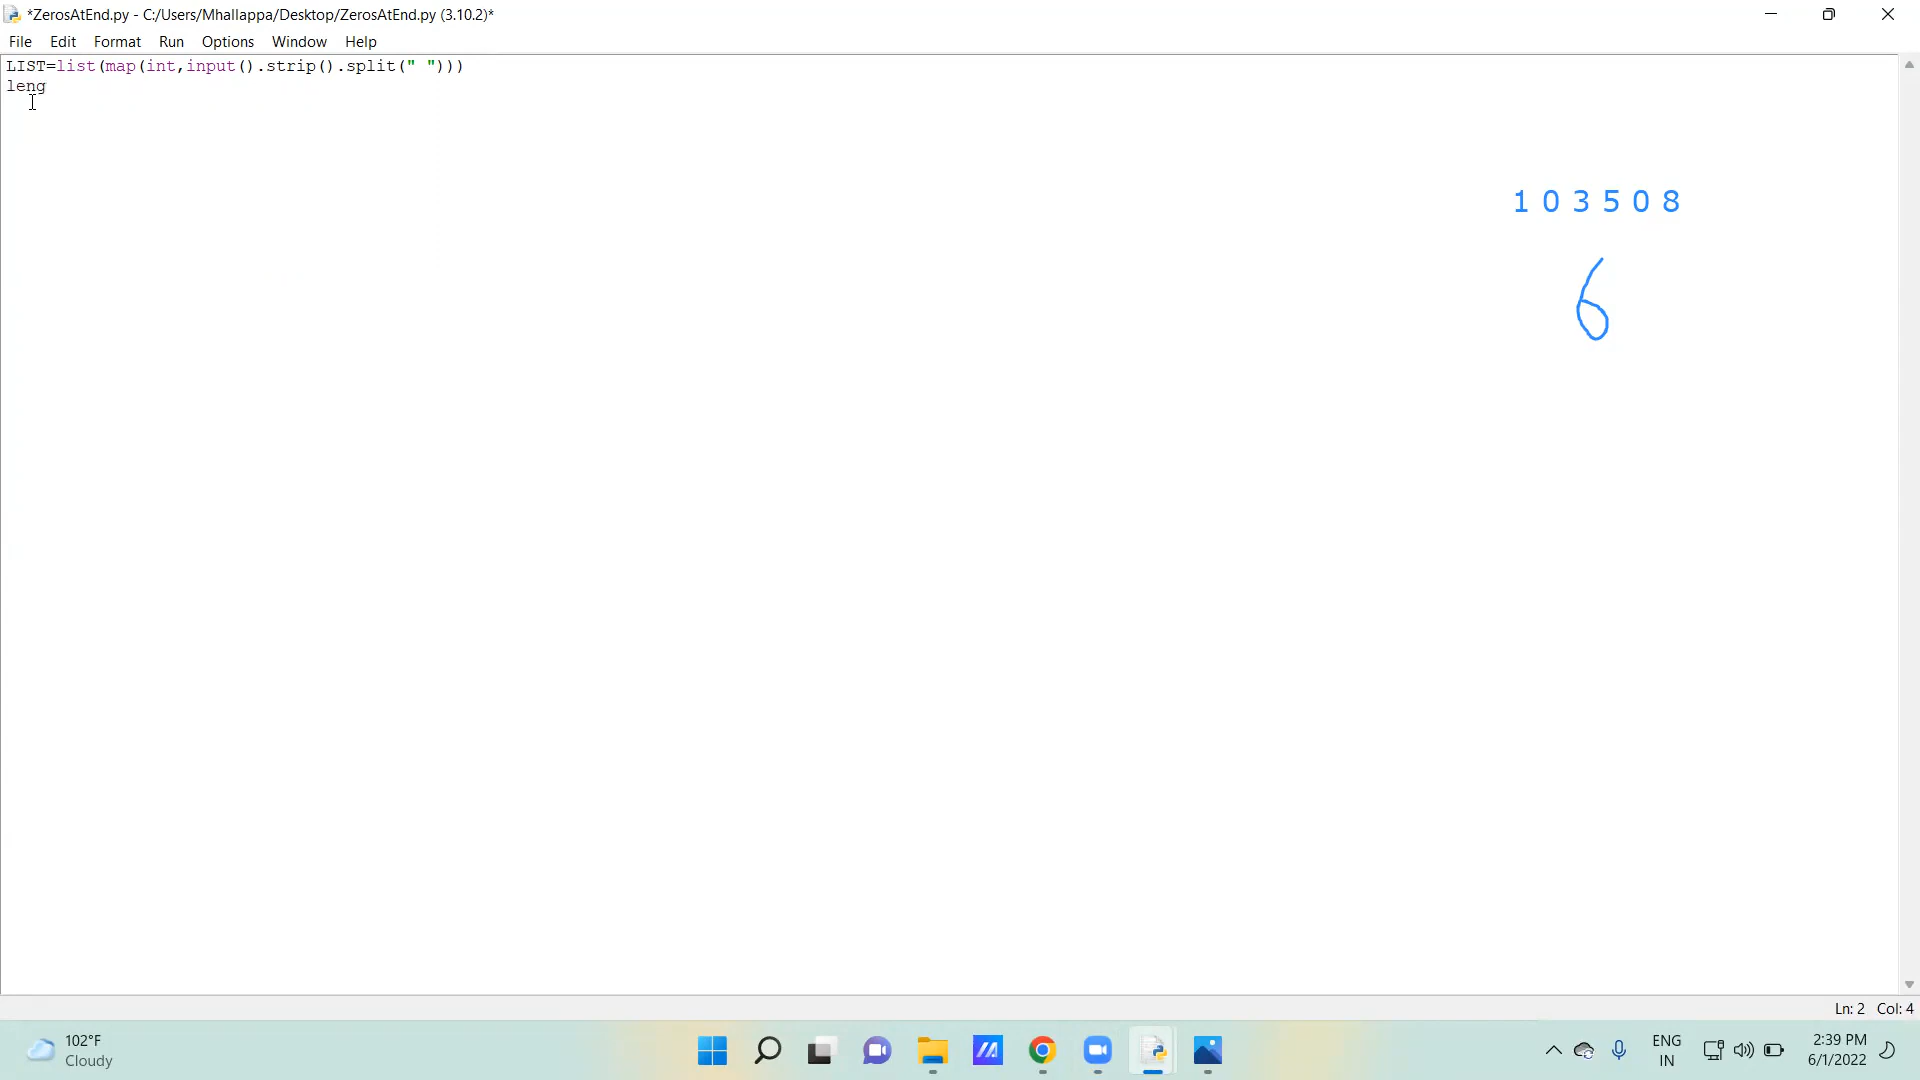 *ZerosAtEnd.py - C:/Users/Mhallappa/Desktop/ZerosAtEnd.py (3.10.2)*
File Edit Format Run Options Window Help
LIST=list(map(int,input().strip().split(" ")))
leng
1 0 3 5 0 8
6
Ln: 2 Col: 4
102°F
Cloudy
ENG
IN
2:39 PM
6/1/2022